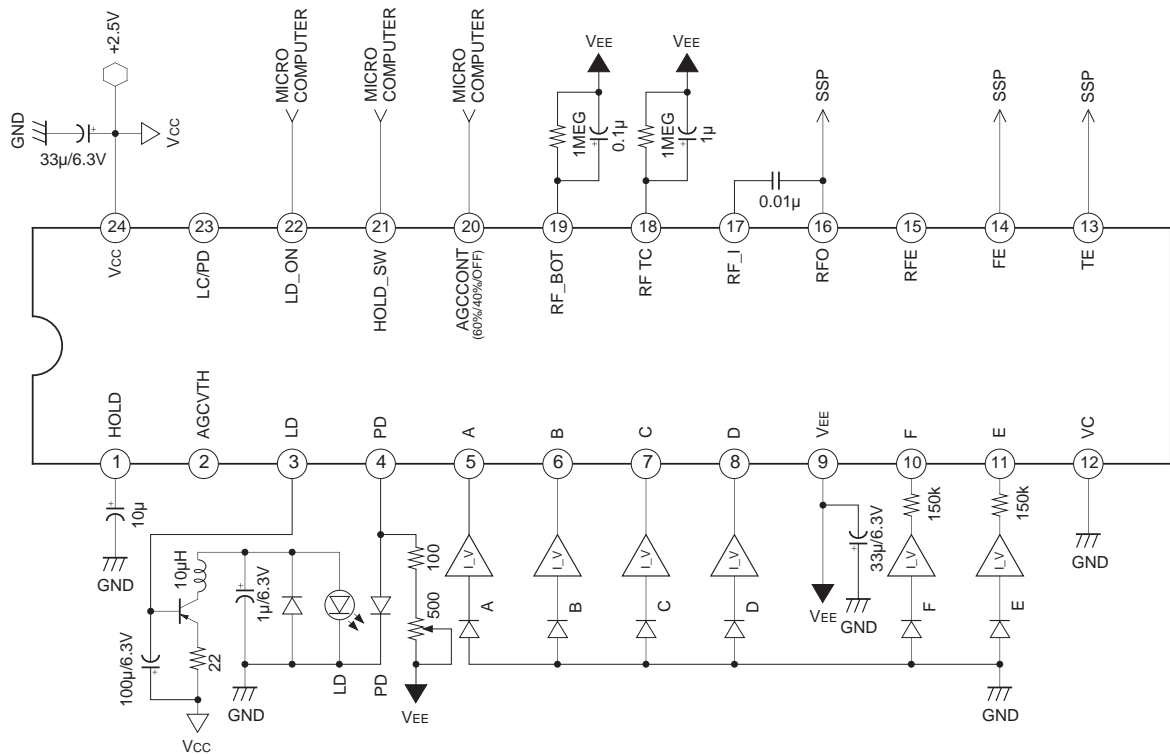 +2.5V
GND
33µ/6.3V
VCC
MICRO
COMPUTER
MICRO
COMPUTER
MICRO
COMPUTER
VEE
1MEG
0.1µ
VEE
1MEG
1µ
0.01µ
SSP
SSP
SSP
24
23
22
21
20
19
18
17
16
15
14
13
VCC
LC/PD
LD_ON
HOLD_SW
AGCCONT
(60%/40%/OFF)
RF_BOT
RF TC
RF_I
RFO
RFE
FE
TE
HOLD
AGCVTH
LD
PD
A
B
C
D
VEE
F
E
VC
1
2
3
4
5
6
7
8
9
10
11
12
10µ
GND
100µ/6.3V
10µH
22
VCC
1µ/6.3V
GND
LD
PD
100
500
VEE
I_V
A
I_V
B
I_V
C
I_V
D
VEE
33µ/6.3V
GND
150k
I_V
F
150k
I_V
E
GND
GND